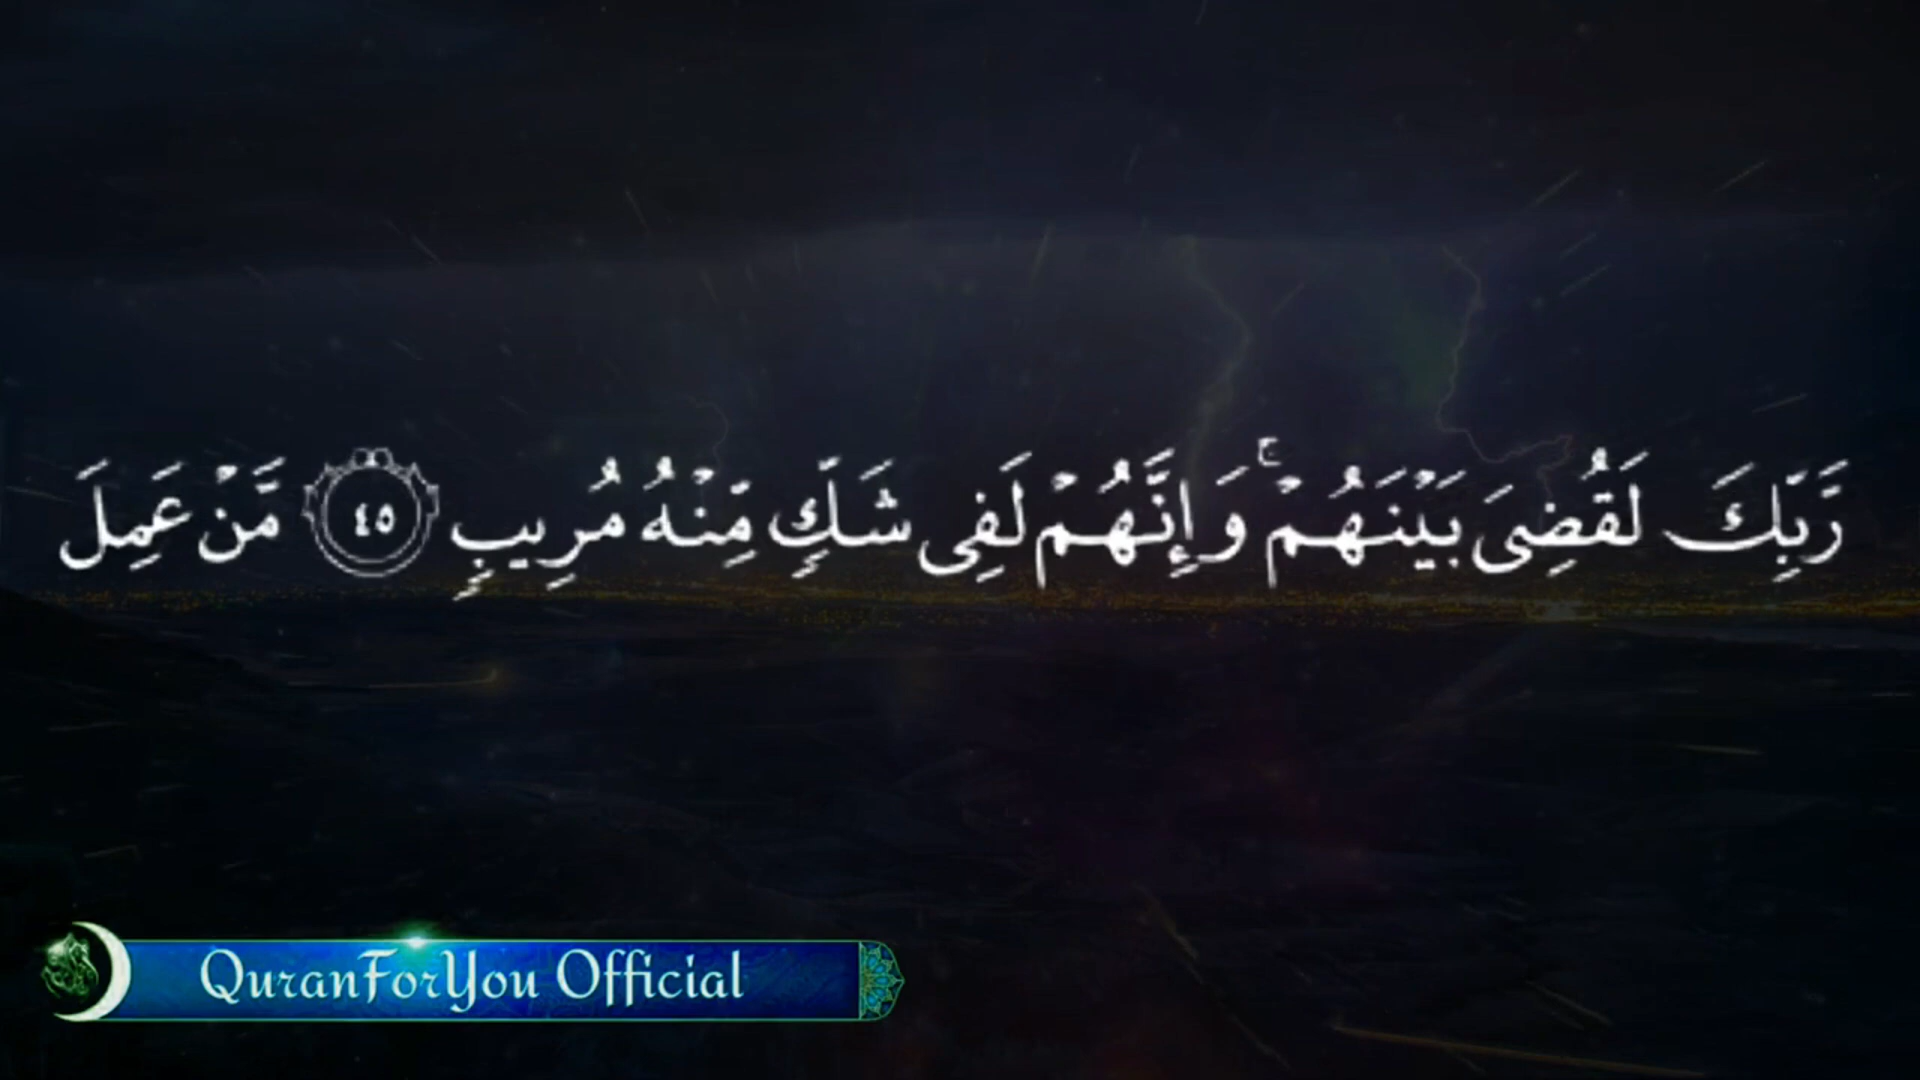 رَّبِّكَ لَقُضِىَ بَيْنَهُمْ ۚ وَإِنَّهُمْ لَفِى شَكٍّ مِّنْهُ مُرِيبٍ ٤٥ مَّنْ عَمِلَ
QuranForYou Official